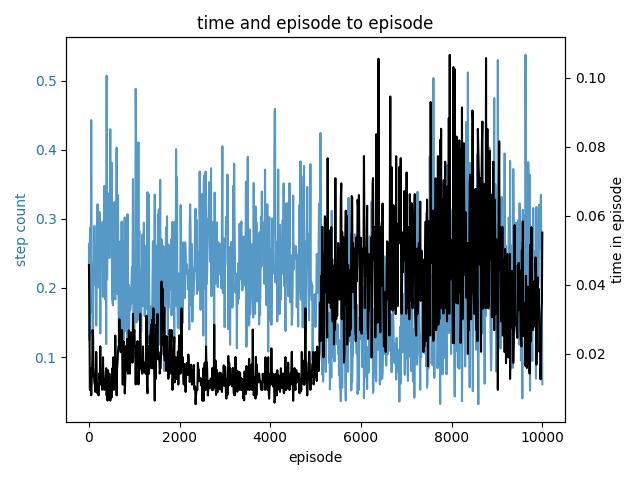 time and episode to episode
0.5
0.4
0.3
0.2
0.1
step count
0.10
0.08
0.06
0.04
0.02
time in episode
0 2000 4000 6000 8000 10000
episode